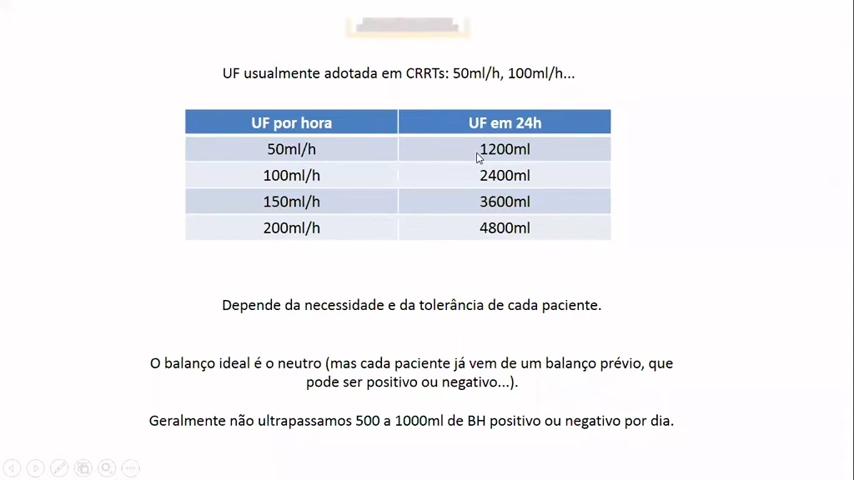 UF usualmente adotada em CRRTs: 50ml/h, 100ml/h...
UF por hora UF em 24h
50ml/h 1200ml
100ml/h 2400ml
150ml/h 3600ml
200ml/h 4800ml
Depende da necessidade e da tolerância de cada paciente.
O balanço ideal é o neutro (mas cada paciente já vem de um balanço prévio, que
pode ser positivo ou negativo...).
Geralmente não ultrapassamos 500 a 1000ml de BH positivo ou negativo por dia.